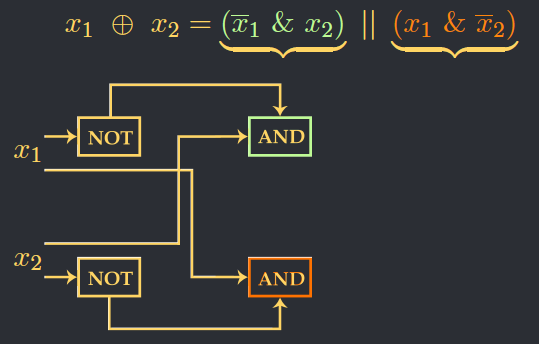 x₁ ⊕ x₂ = (x̅₁ & x₂) || (x₁ & x̅₂)
NOT AND
x₁
x₂
NOT AND